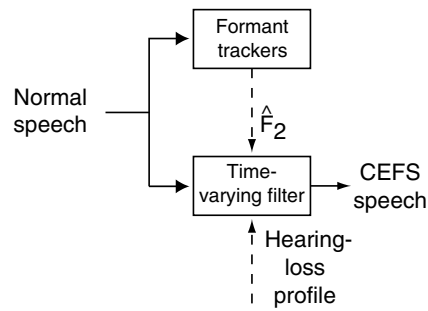 Formant
trackers
Normal
speech
F̂2
Time-
varying filter
CEFS
speech
Hearing-
loss
profile